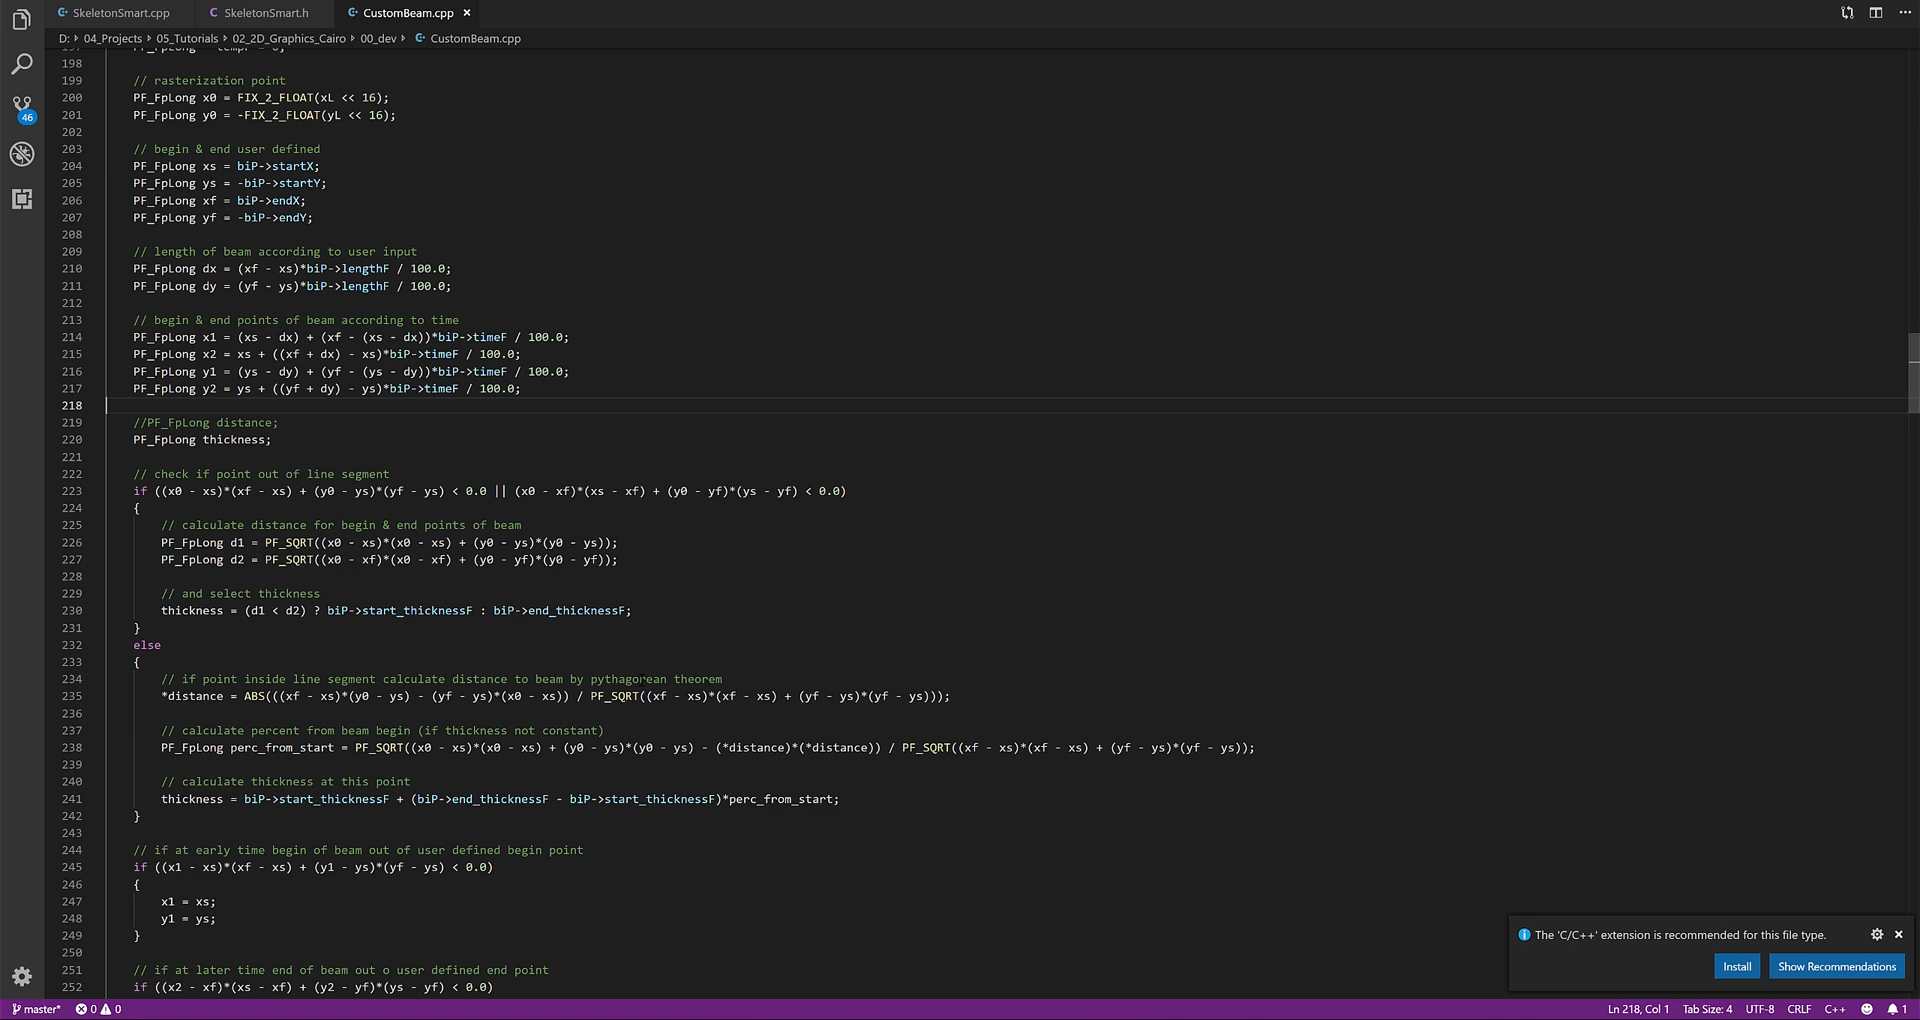 SkeletonSmart.cpp
SkeletonSmart.h
CustomBeam.cpp
D: 04_Projects 05_Tutorials 02_2D_Graphics_Cairo 00_dev CustomBeam.cpp
198
199 // rasterization point
200 PF_FpLong x0 = FIX_2_FLOAT(xL << 16);
201 PF_FpLong y0 = -FIX_2_FLOAT(yL << 16);
202
203 // begin & end user defined
204 PF_FpLong xs = biP->startX;
205 PF_FpLong ys = -biP->startY;
206 PF_FpLong xf = biP->endX;
207 PF_FpLong yf = -biP->endY;
208
209 // length of beam according to user input
210 PF_FpLong dx = (xf - xs)*biP->lengthF / 100.0;
211 PF_FpLong dy = (yf - ys)*biP->lengthF / 100.0;
212
213 // begin & end points of beam according to time
214 PF_FpLong x1 = (xs - dx) + (xf - (xs - dx))*biP->timeF / 100.0;
215 PF_FpLong x2 = xs + ((xf + dx) - xs)*biP->timeF / 100.0;
216 PF_FpLong y1 = (ys - dy) + (yf - (ys - dy))*biP->timeF / 100.0;
217 PF_FpLong y2 = ys + ((yf + dy) - ys)*biP->timeF / 100.0;
218
219 //PF_FpLong distance;
220 PF_FpLong thickness;
221
222 // check if point out of line segment
223 if ((x0 - xs)*(xf - xs) + (y0 - ys)*(yf - ys) < 0.0 || (x0 - xf)*(xs - xf) + (y0 - yf)*(ys - yf) < 0.0)
224 {
225 // calculate distance for begin & end points of beam
226 PF_FpLong d1 = PF_SQRT((x0 - xs)*(x0 - xs) + (y0 - ys)*(y0 - ys));
227 PF_FpLong d2 = PF_SQRT((x0 - xf)*(x0 - xf) + (y0 - yf)*(y0 - yf));
228
229 // and select thickness
230 thickness = (d1 < d2) ? biP->start_thicknessF : biP->end_thicknessF;
231 }
232 else
233 {
234 // if point inside line segment calculate distance to beam by pythagorean theorem
235 *distance = ABS(((xf - xs)*(y0 - ys) - (yf - ys)*(x0 - xs)) / PF_SQRT((xf - xs)*(xf - xs) + (yf - ys)*(yf - ys)));
236
237 // calculate percent from beam begin (if thickness not constant)
238 PF_FpLong perc_from_start = PF_SQRT((x0 - xs)*(x0 - xs) + (y0 - ys)*(y0 - ys) - (*distance)*(*distance)) / PF_SQRT((xf - xs)*(xf - xs) + (yf - ys)*(yf - ys));
239
240 // calculate thickness at this point
241 thickness = biP->start_thicknessF + (biP->end_thicknessF - biP->start_thicknessF)*perc_from_start;
242 }
243
244 // if at early time begin of beam out of user defined begin point
245 if ((x1 - xs)*(xf - xs) + (y1 - ys)*(yf - ys) < 0.0)
246 {
247 x1 = xs;
248 y1 = ys;
249 }
250
251 // if at later time end of beam out o user defined end point
252 if ((x2 - xf)*(xs - xf) + (y2 - yf)*(ys - yf) < 0.0)
46
The 'C/C++' extension is recommended for this file type.
Install
Show Recommendations
master* 0 0 Ln 218, Col 1 Tab Size: 4 UTF-8 CRLF C++ 1